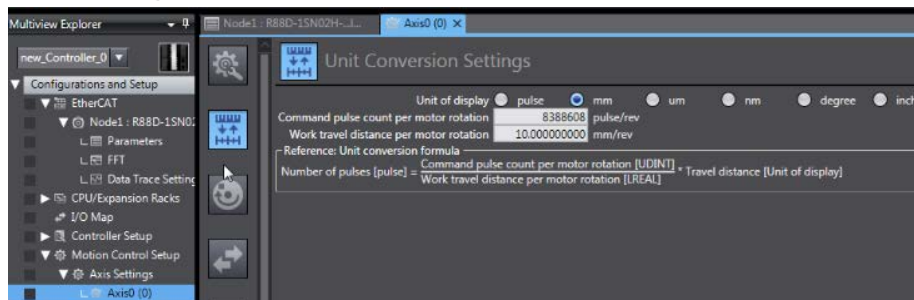 Multiview Explorer
new_Controller_0
Configurations and Setup
EtherCAT
Node1 : R88D-1SN02
Parameters
FFT
Data Trace Setting
CPU/Expansion Racks
I/O Map
Controller Setup
Motion Control Setup
Axis Settings
Axis0 (0)
Node1 : R88D-1SN02H-...I... Axis0 (0)
Unit Conversion Settings
Unit of display pulse mm um nm degree inch
Command pulse count per motor rotation 8388608 pulse/rev
Work travel distance per motor rotation 10.000000000 mm/rev
Reference: Unit conversion formula
Number of pulses [pulse] = Command pulse count per motor rotation [UDINT]
Work travel distance per motor rotation [LREAL] * Travel distance [Unit of display]